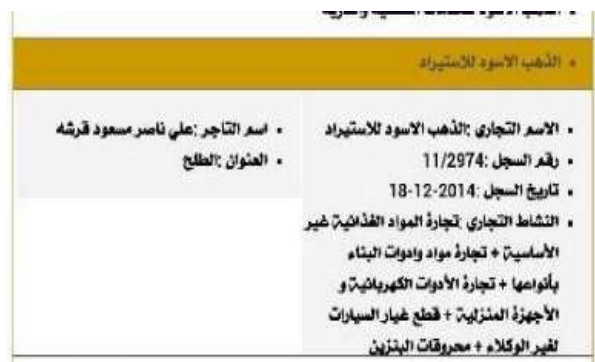 الذهب الاسود للاستيراد
الاسم التجاري :الذهب الاسود للاستيراد
رقم السجل :11/2974
تاريخ السجل :2014-12-18
النشاط التجاري :تجارة المواد الغذائية غير
الأساسية + تجارة مواد وادوات البناء
بأنواعها + تجارة الأدوات الكهربائية و
الأجهزة المنزلية + قطع غيار السيارات
لغير الوكلاء + محروقات البنزين
اسم التاجر :علي ناصر مسعود قرشه
العنوان :الطلح